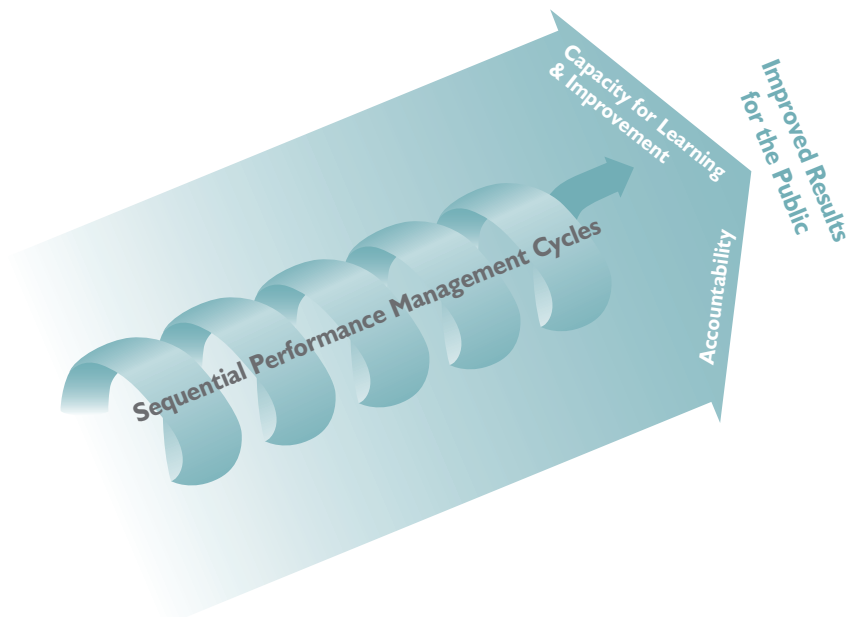 Capacity for Learning
& Improvement
Improved Results
for the Public
Sequential Performance Management Cycles
Accountability